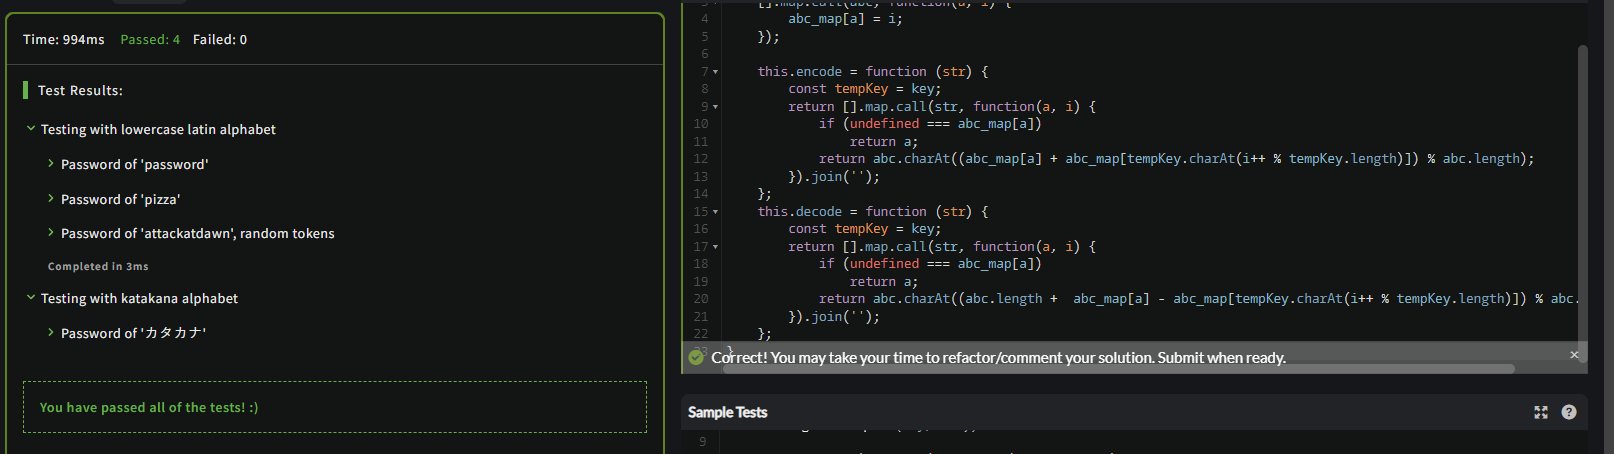 Time: 994ms Passed: 4 Failed: 0
Test Results:
Testing with lowercase latin alphabet
Password of 'password'
Password of 'pizza'
Password of 'attackatdawn', random tokens
Completed in 3ms
Testing with katakana alphabet
Password of 'カタカナ'
You have passed all of the tests! :)
3 [].map.call(abc, function(a, i) {
4 abc_map[a] = i;
5 });
6
7 this.encode = function (str) {
8 const tempKey = key;
9 return [].map.call(str, function(a, i) {
10 if (undefined === abc_map[a])
11 return a;
12 return abc.charAt((abc_map[a] + abc_map[tempKey.charAt(i++ % tempKey.length)]) % abc.length);
13 }).join('');
14 };
15 this.decode = function (str) {
16 const tempKey = key;
17 return [].map.call(str, function(a, i) {
18 if (undefined === abc_map[a])
19 return a;
20 return abc.charAt((abc.length +  abc_map[a] - abc_map[tempKey.charAt(i++ % tempKey.length)]) % abc.
21 }).join('');
22 };
23 }
Correct! You may take your time to refactor/comment your solution. Submit when ready.
×
Sample Tests
?
9